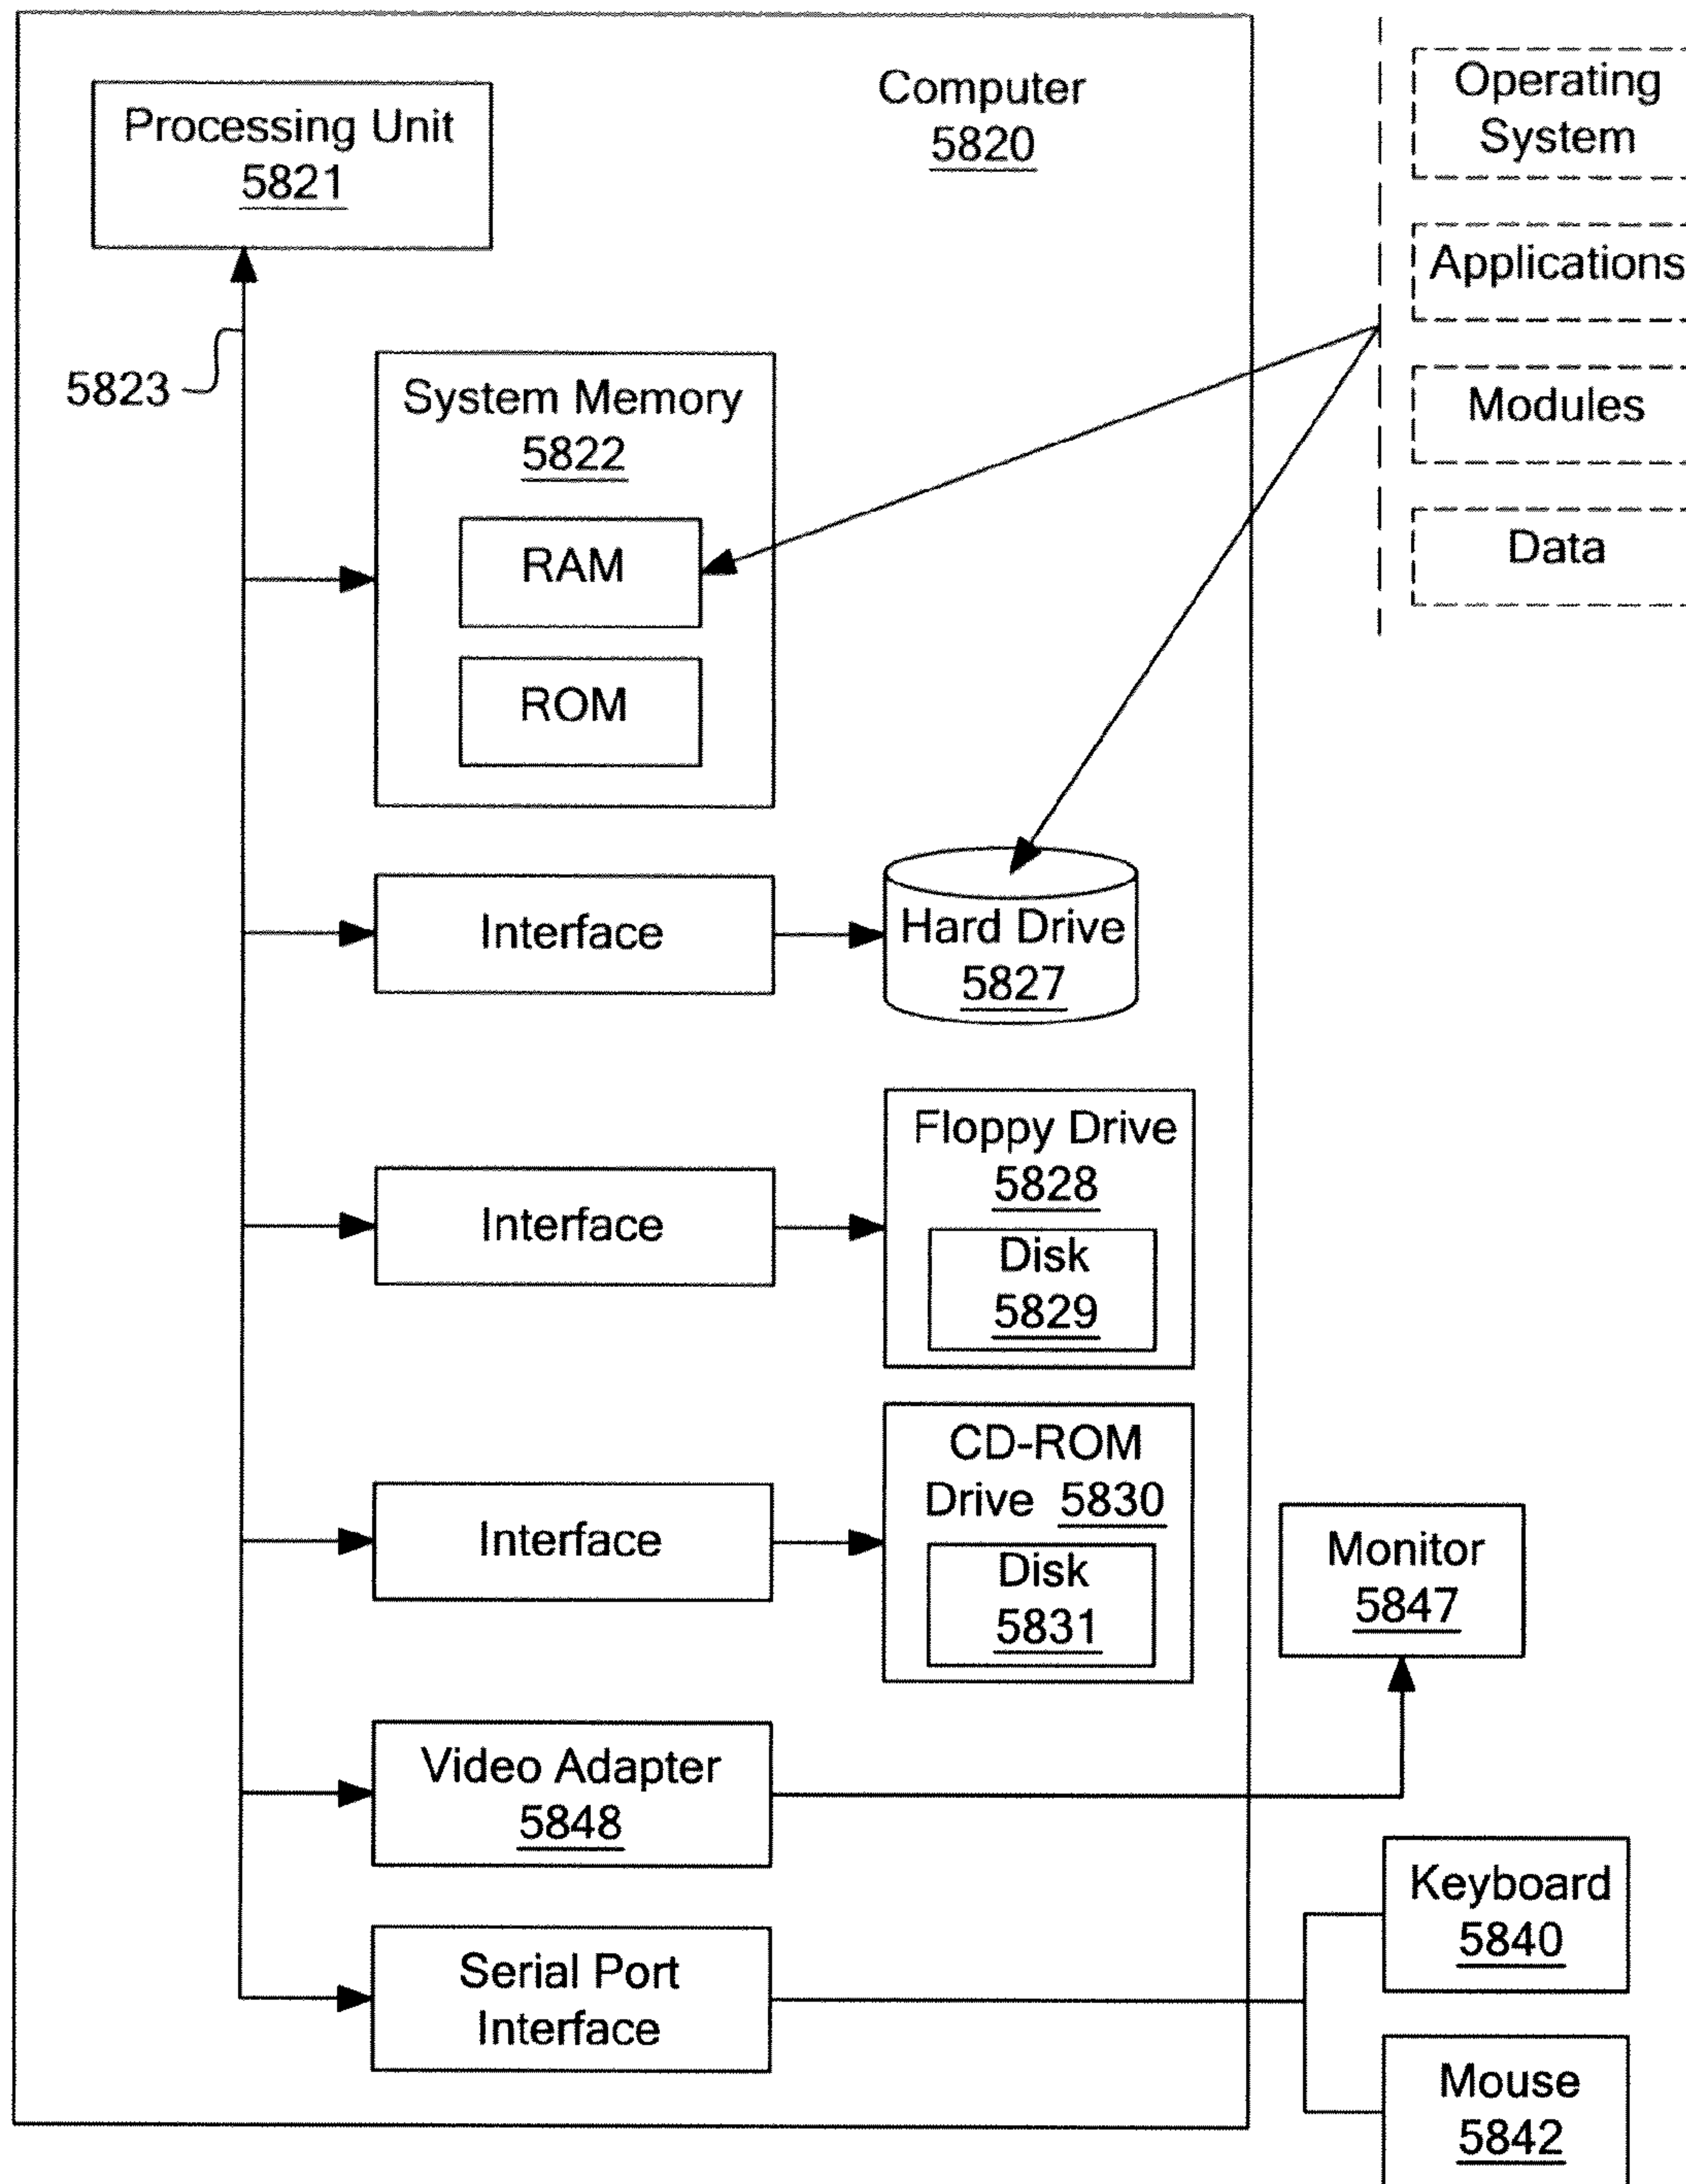 Computer
5820
Processing Unit
5821
5823
System Memory
5822
RAM
ROM
Interface
Hard Drive
5827
Interface
Floppy Drive
5828
Disk
5829
Interface
CD-ROM
Drive 5830
Disk
5831
Video Adapter
5848
Serial Port
Interface
Operating
System
Applications
Modules
Data
Monitor
5847
Keyboard
5840
Mouse
5842